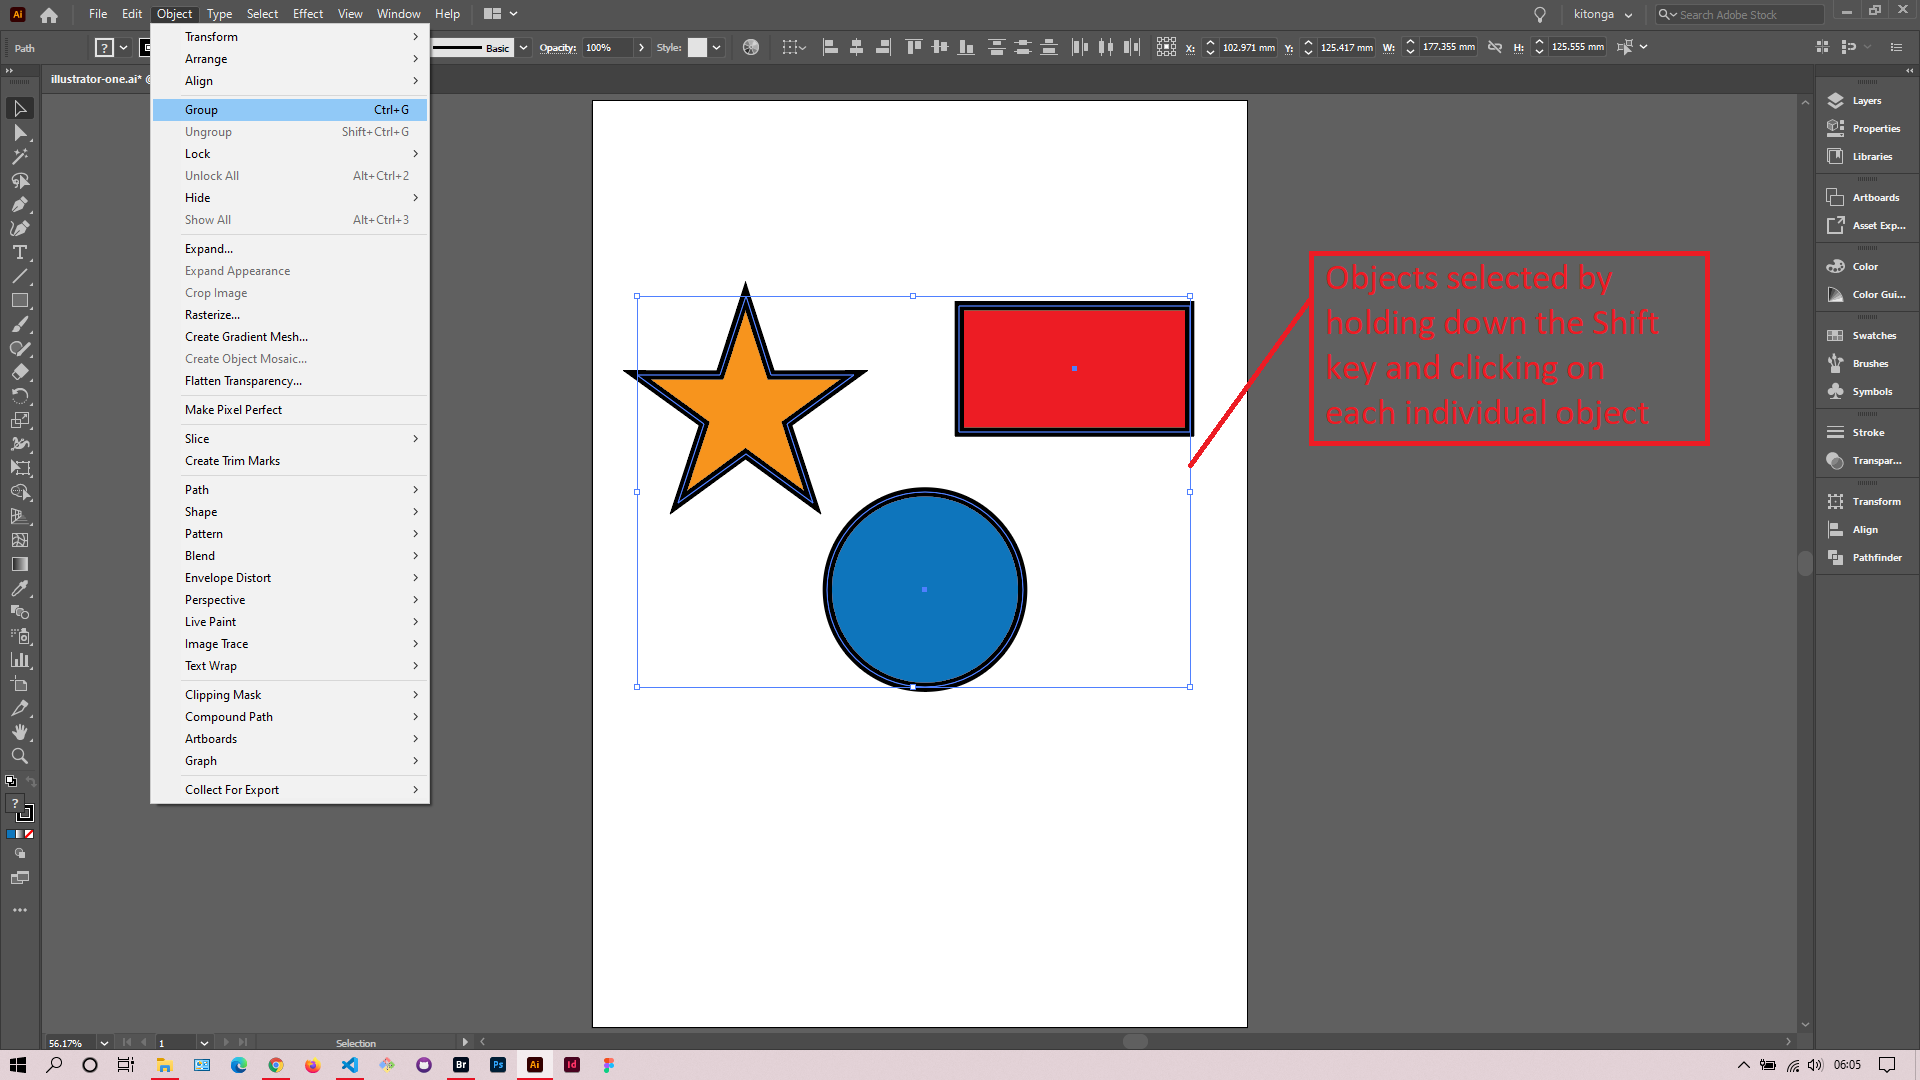 Ai File Edit Object Type Select Effect View Window Help kitonga Search Adobe Stock
Path ? Basic Opacity: 100% Style: X: 102.971 mm Y: 125.417 mm W: 177.355 mm H: 125.555 mm
illustrator-one.ai*
Transform
Arrange
Align
Group Ctrl+G
Ungroup Shift+Ctrl+G
Lock
Unlock All Alt+Ctrl+2
Hide
Show All Alt+Ctrl+3
Expand...
Expand Appearance
Crop Image
Rasterize...
Create Gradient Mesh...
Create Object Mosaic...
Flatten Transparency...
Make Pixel Perfect
Slice
Create Trim Marks
Path
Shape
Pattern
Blend
Envelope Distort
Perspective
Live Paint
Image Trace
Text Wrap
Clipping Mask
Compound Path
Artboards
Graph
Collect For Export
Objects selected by
holding down the Shift
key and clicking on
each individual object
Layers
Properties
Libraries
Artboards
Asset Exp...
Color
Color Gui...
Swatches
Brushes
Symbols
Stroke
Transpar...
Transform
Align
Pathfinder
?
56.17% 1 Selection
Br Ps Ai Id 06:05